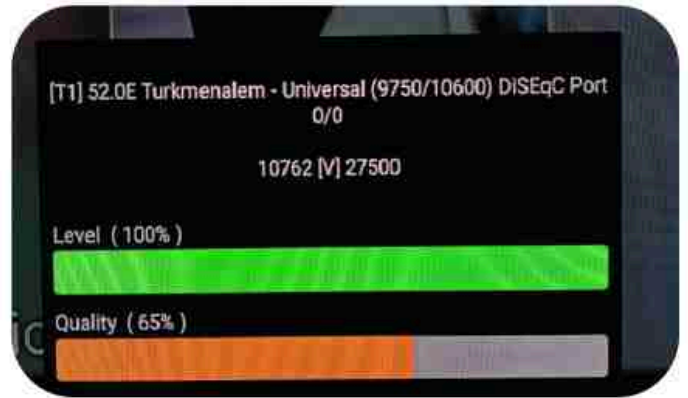 [T1] 52.0E Turkmenalem - Universal (9750/10600) DiSEqC Port
0/0
10762 [V] 27500
Level ( 100% )
Quality ( 65% )